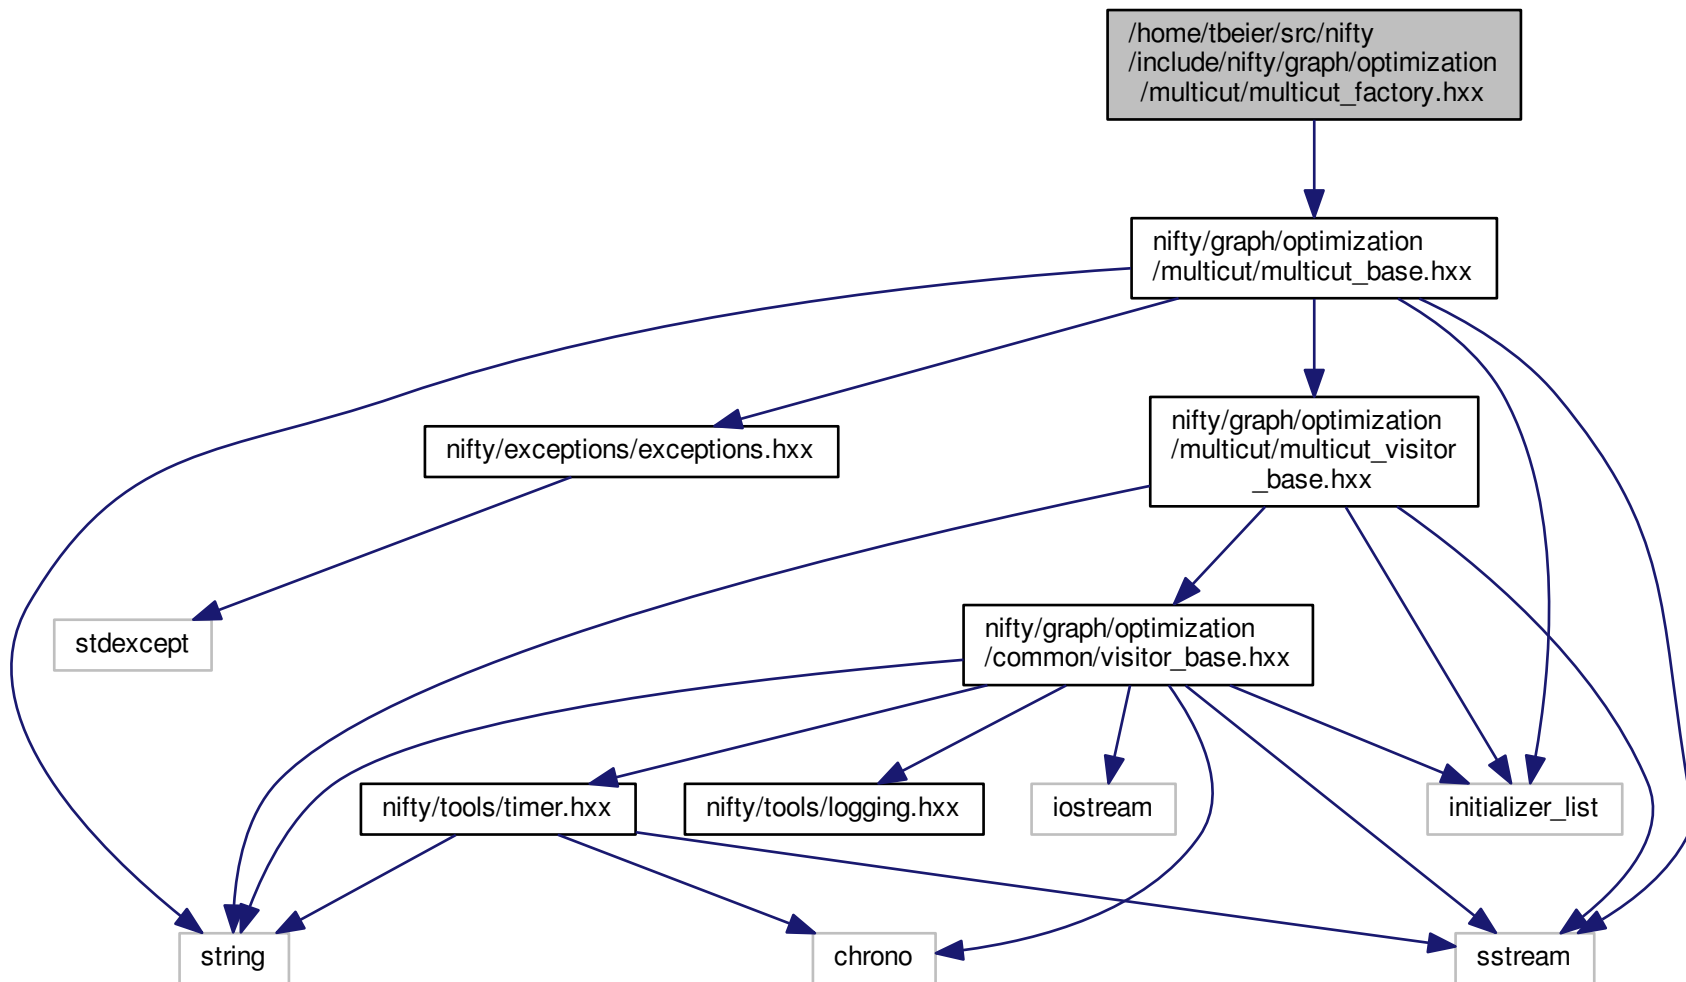 /home/tbeier/src/nifty
/include/nifty/graph/optimization
/multicut/multicut_factory.hxx
nifty/graph/optimization
/multicut/multicut_base.hxx
nifty/exceptions/exceptions.hxx
nifty/graph/optimization
/multicut/multicut_visitor
_base.hxx
stdexcept
nifty/graph/optimization
/common/visitor_base.hxx
nifty/tools/timer.hxx
nifty/tools/logging.hxx
iostream
initializer_list
string
chrono
sstream